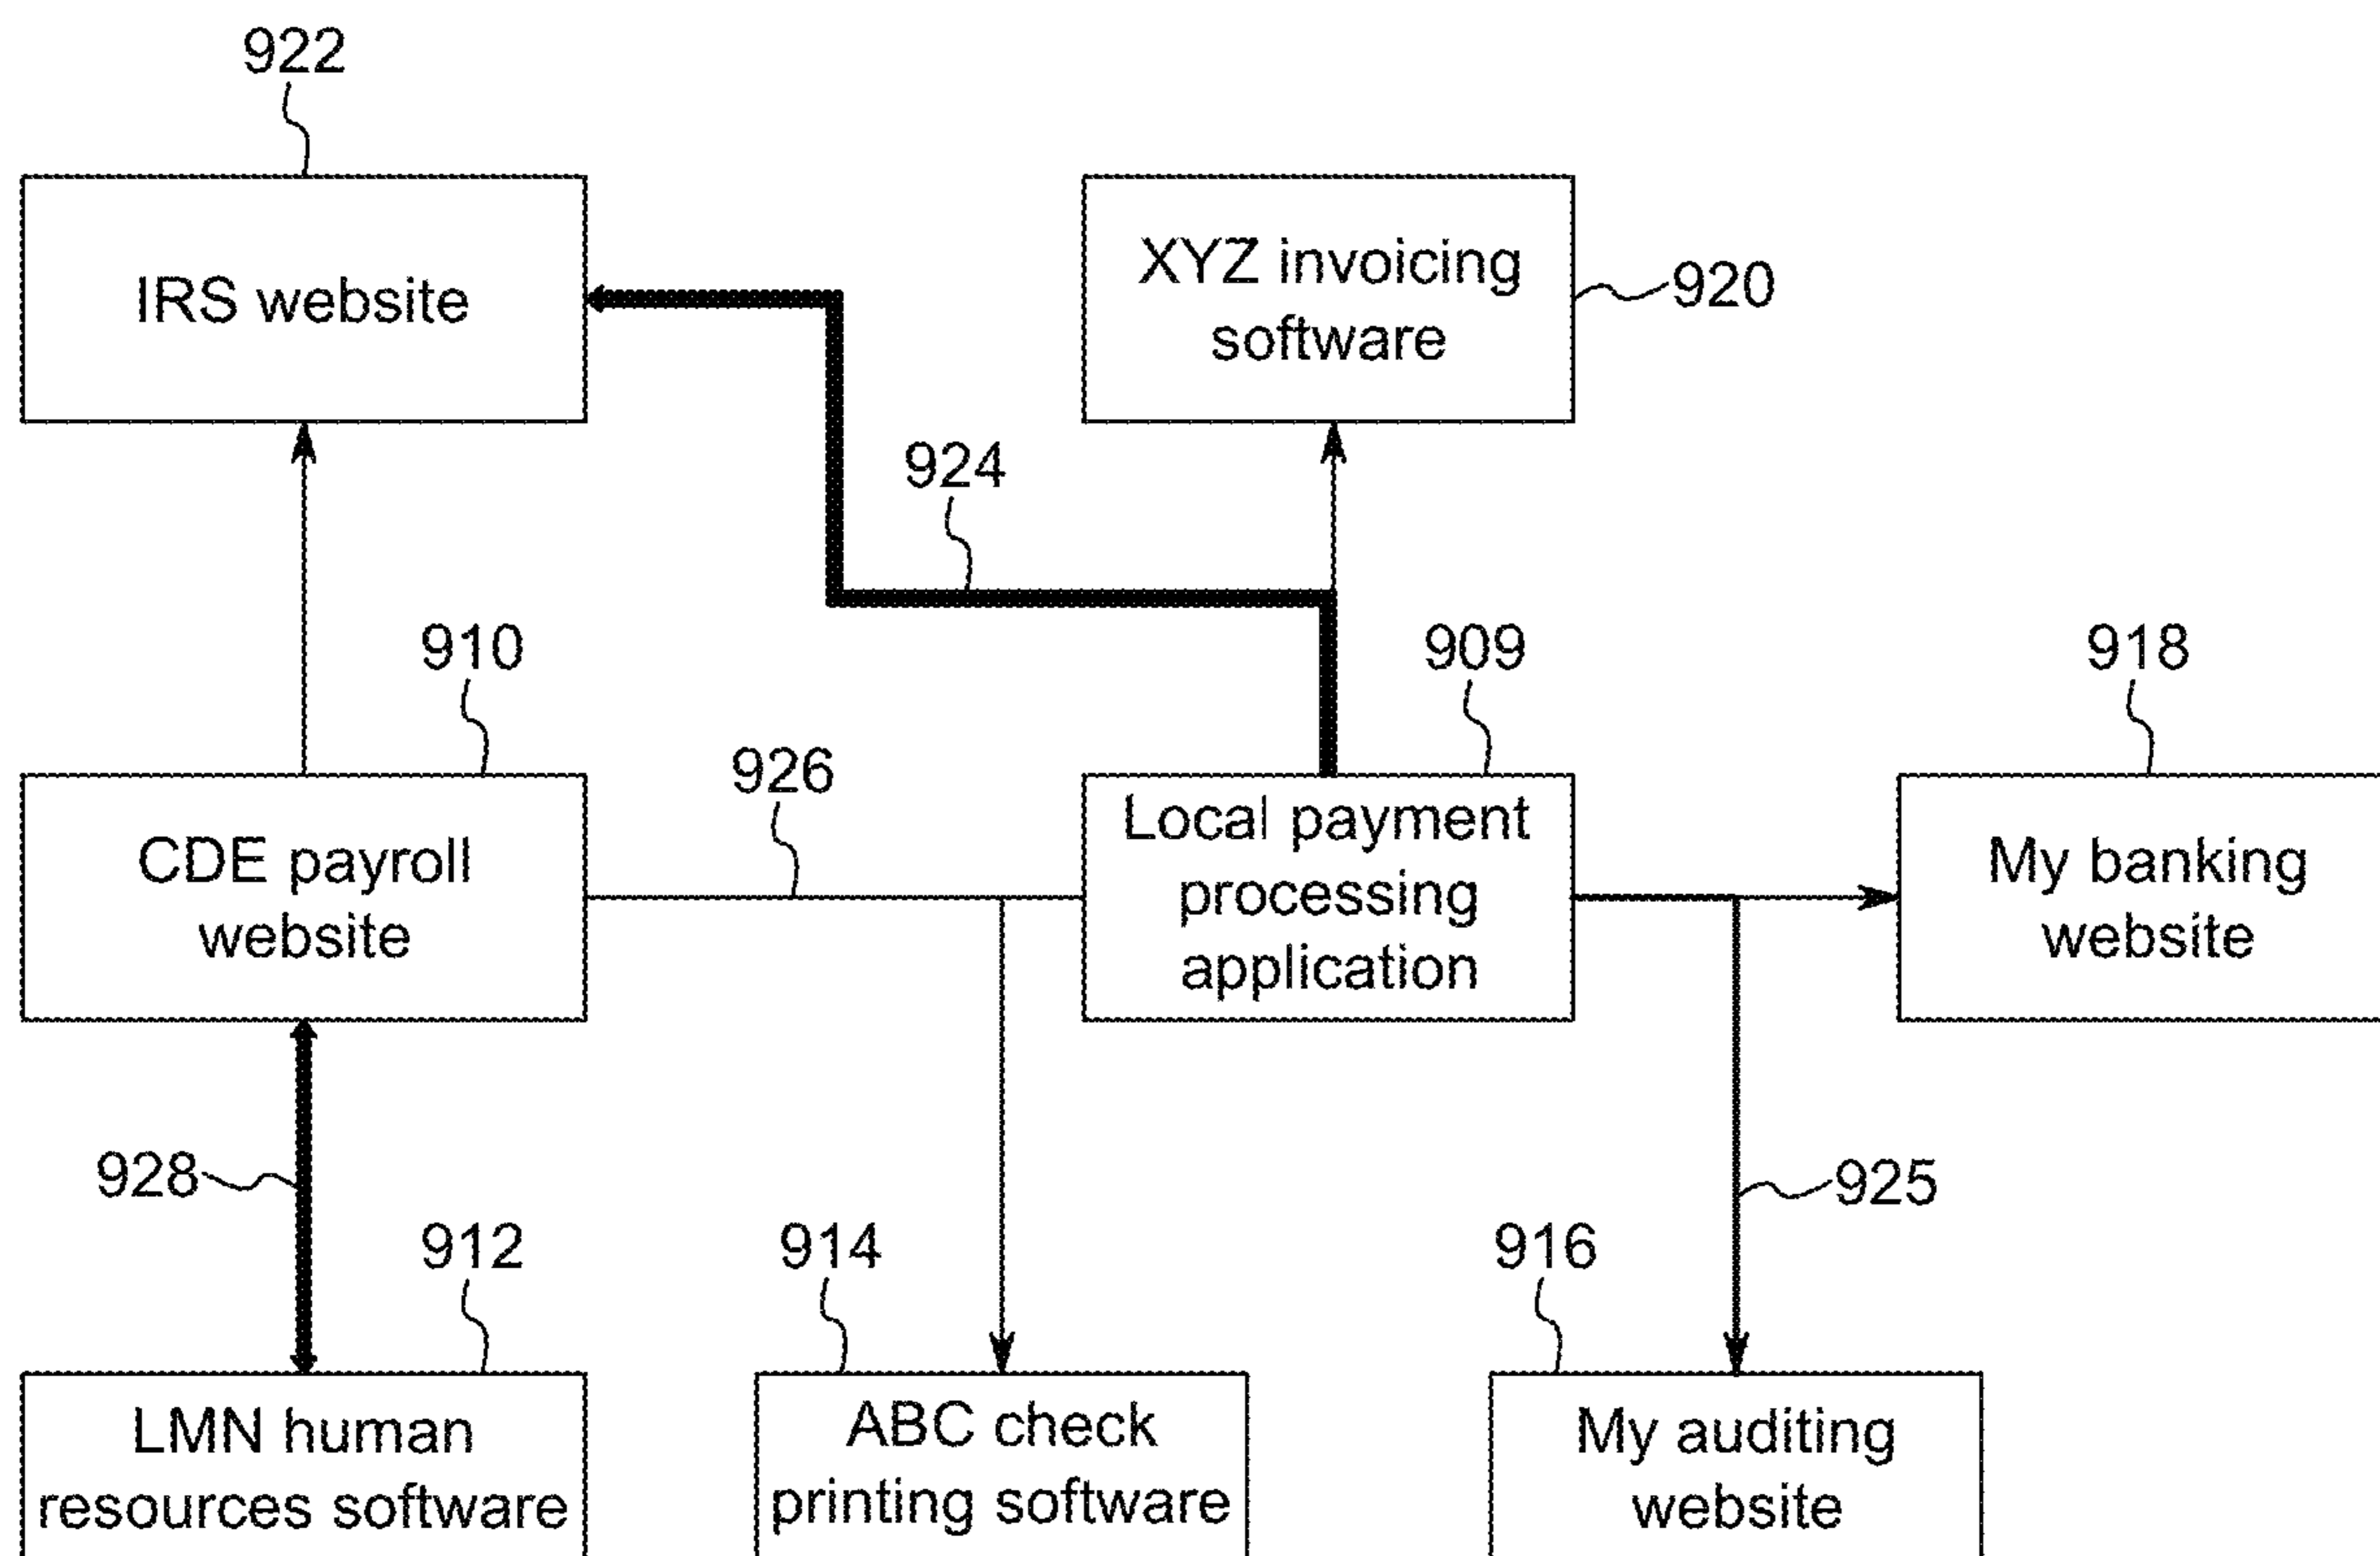 922
IRS website
XYZ invoicing
software
920
924
910
909
918
926
CDE payroll
website
Local payment
processing
application
My banking
website
928
925
912
914
916
LMN human
resources software
ABC check
printing software
My auditing
website